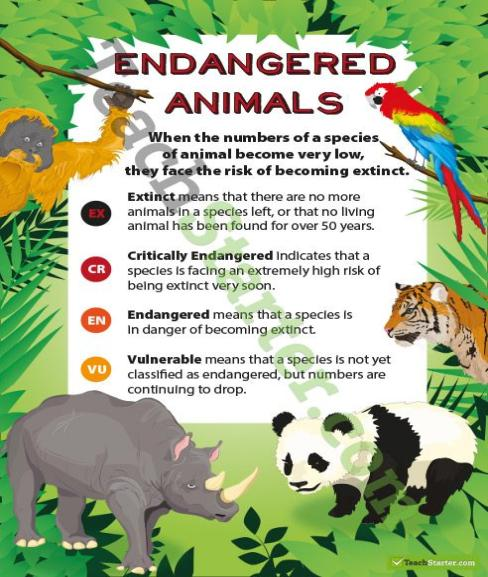 ENDANGERED
ANIMALS
When the numbers of a species
of animal become very low,
they face the risk of becoming extinct.
EX
Extinct means that there are no more
animals in a species left, or that no living
animal has been found for over 50 years.
CR
Critically Endangered indicates that a
species is facing an extremely high risk of
being extinct very soon.
EN
Endangered means that a species is
in danger of becoming extinct.
VU
Vulnerable means that a species is not yet
classified as endangered, but numbers are
continuing to drop.
TeachStarter.com
TeachStarter.com